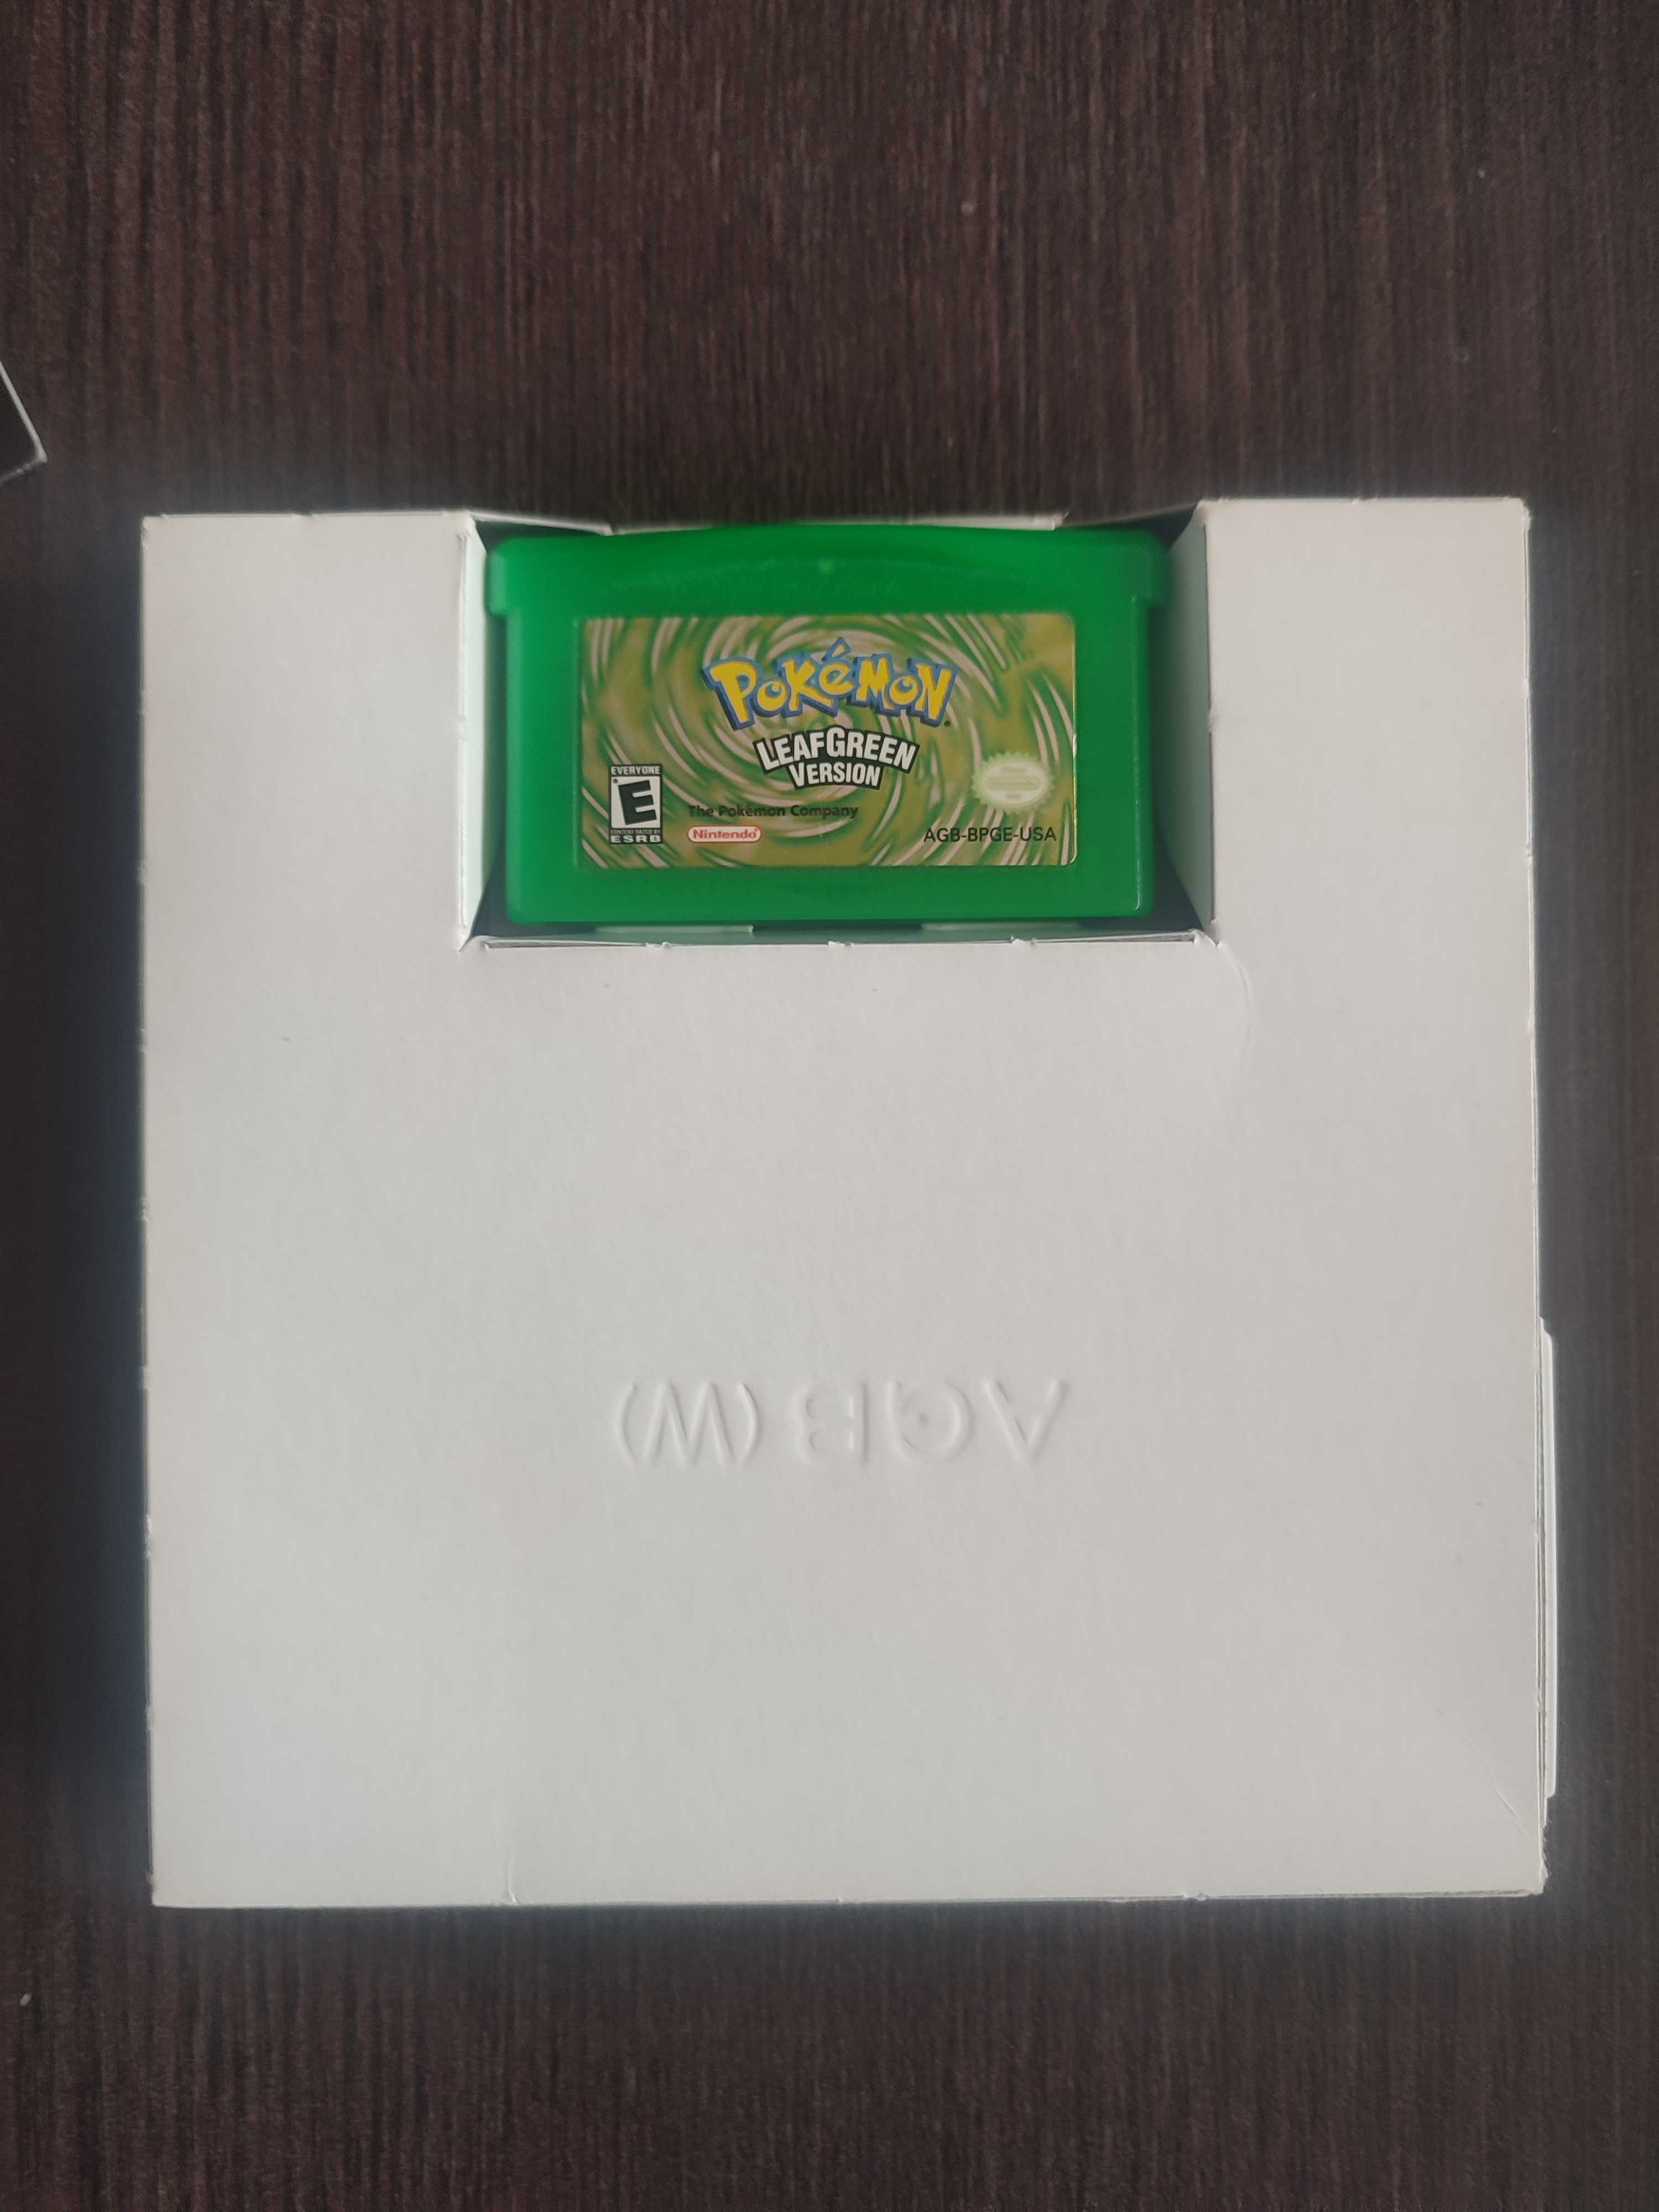 POKéMON
LEAFGREEN
VERSION
EVERYONE
E
CONTENT RATED BY
ESRB
The Pokémon Company
Nintendo
AGB-BPGE-USA
AGB (W)